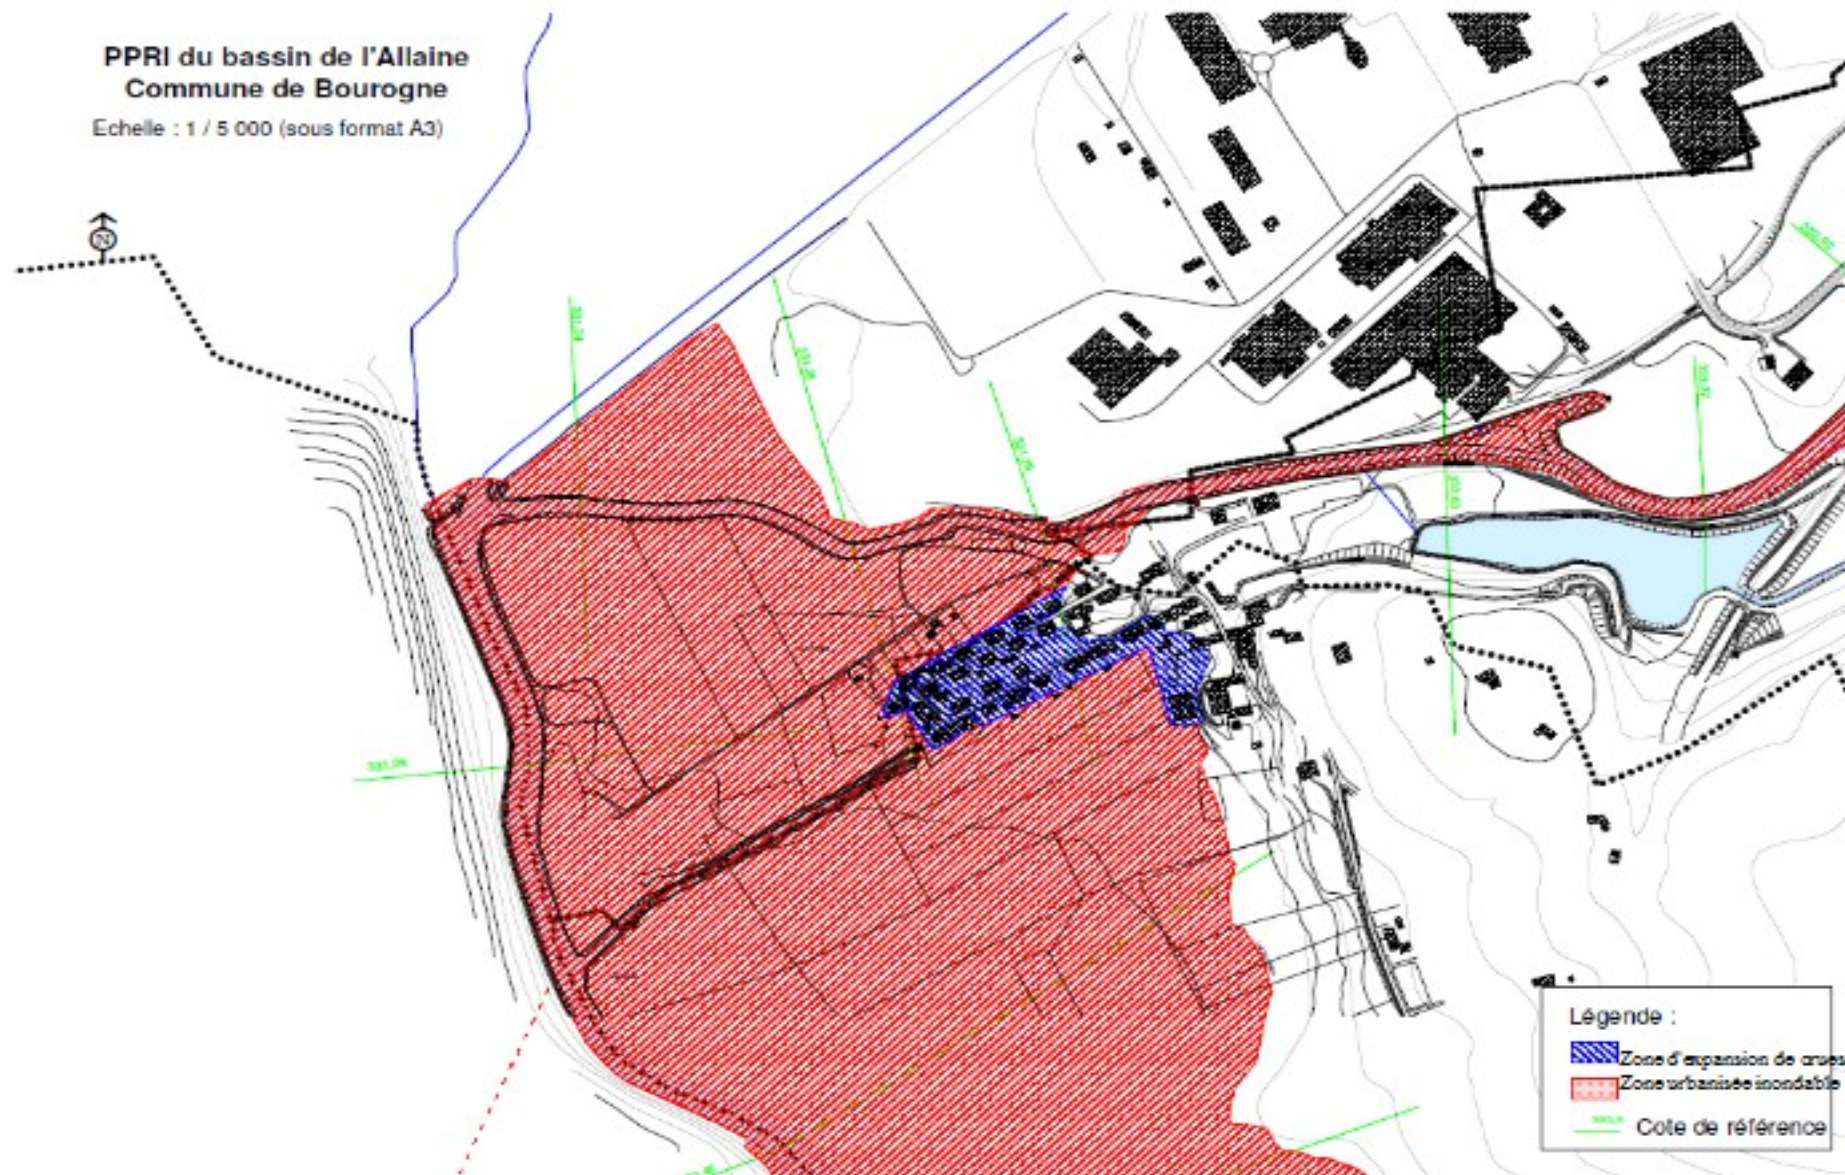 PPRI du bassin de l'Allaine
Commune de Bourogne
Echelle : 1 / 5 000 (sous format A3)
N
Légende :
Zone d'expansion de crues
Zone urbanisée inondable
Cote de référence